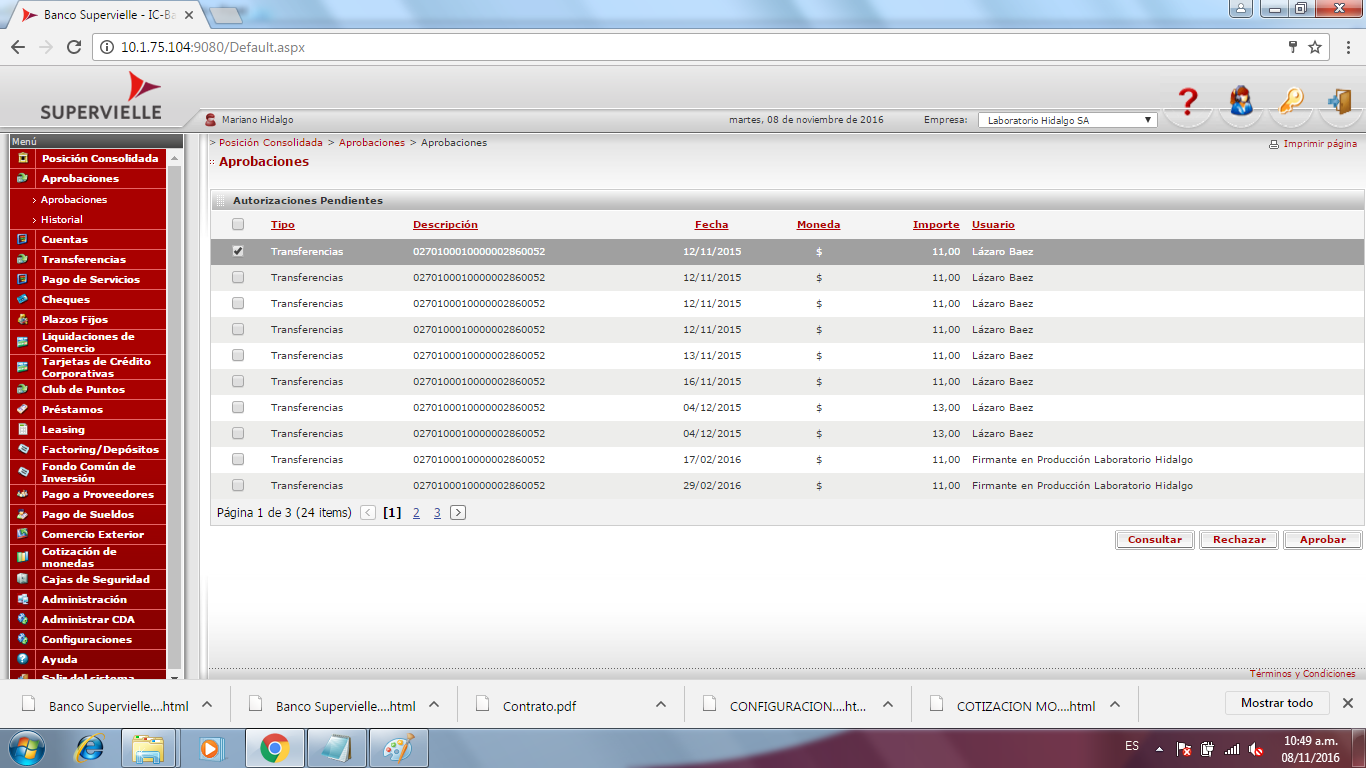 Banco Supervielle - IC-Ba
10.1.75.104:9080/Default.aspx
SUPERVIELLE
Mariano Hidalgo
martes, 08 de noviembre de 2016
Empresa:
Laboratorio Hidalgo SA
Menú
Posición Consolidada
Aprobaciones
Aprobaciones
Historial
Cuentas
Transferencias
Pago de Servicios
Cheques
Plazos Fijos
Liquidaciones de
Comercio
Tarjetas de Crédito
Corporativas
Club de Puntos
Préstamos
Leasing
Factoring/Depósitos
Fondo Común de
Inversión
Pago a Proveedores
Pago de Sueldos
Comercio Exterior
Cotización de
monedas
Cajas de Seguridad
Administración
Administrar CDA
Configuraciones
Ayuda
Salir del sistema
> Posición Consolidada > Aprobaciones > Aprobaciones
Imprimir página
Aprobaciones
Autorizaciones Pendientes
Tipo Descripción Fecha Moneda Importe Usuario
Transferencias 0270100010000002860052 12/11/2015 $ 11,00 Lázaro Baez
Transferencias 0270100010000002860052 12/11/2015 $ 11,00 Lázaro Baez
Transferencias 0270100010000002860052 12/11/2015 $ 11,00 Lázaro Baez
Transferencias 0270100010000002860052 12/11/2015 $ 11,00 Lázaro Baez
Transferencias 0270100010000002860052 13/11/2015 $ 11,00 Lázaro Baez
Transferencias 0270100010000002860052 16/11/2015 $ 11,00 Lázaro Baez
Transferencias 0270100010000002860052 04/12/2015 $ 13,00 Lázaro Baez
Transferencias 0270100010000002860052 04/12/2015 $ 13,00 Lázaro Baez
Transferencias 0270100010000002860052 17/02/2016 $ 11,00 Firmante en Producción Laboratorio Hidalgo
Transferencias 0270100010000002860052 29/02/2016 $ 11,00 Firmante en Producción Laboratorio Hidalgo
Página 1 de 3 (24 items) < [1] 2 3 >
Consultar Rechazar Aprobar
Términos y Condiciones
Banco Supervielle....html
Banco Supervielle....html
Contrato.pdf
CONFIGURACION....ht...
COTIZACION MO....html
Mostrar todo
ES
10:49 a.m.
08/11/2016